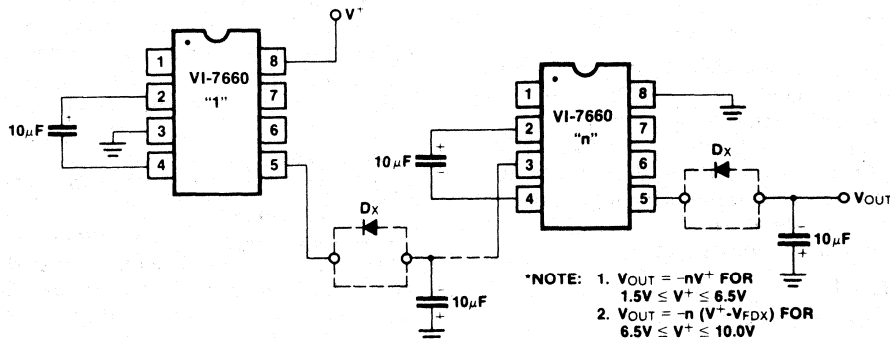 V+
1
2
3
4
VI-7660
"1"
8
7
6
5
10µF
+
DX
−
10µF
+
1
2
3
4
VI-7660
"n"
8
7
6
5
10µF
+
−
DX
VOUT
−
10µF
+
*NOTE: 1. VOUT = −nV+ FOR
1.5V ≤ V+ ≤ 6.5V
2. VOUT = −n (V+-VFDX) FOR
6.5V ≤ V+ ≤ 10.0V